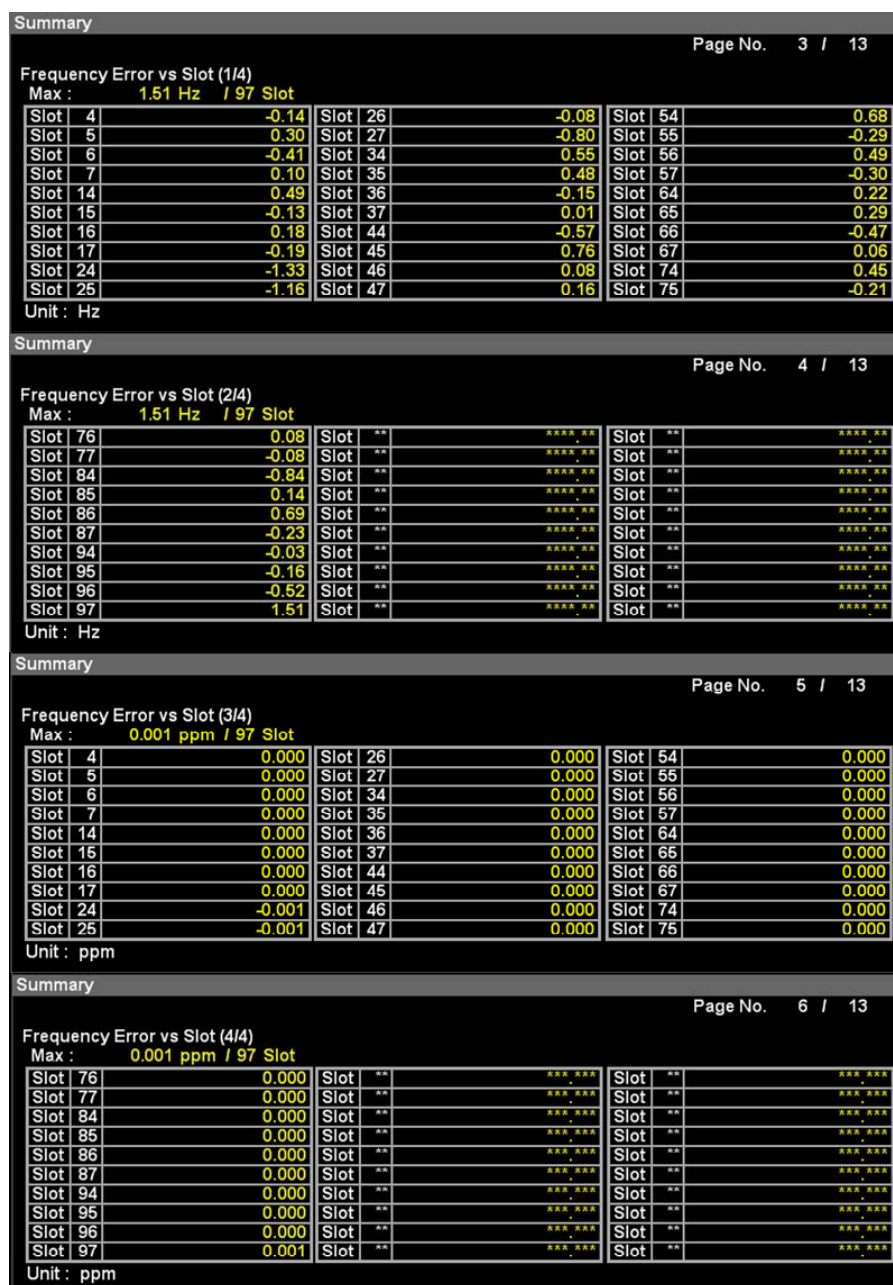 Summary
Page No. 3 / 13
Frequency Error vs Slot (1/4)
Max : 1.51 Hz / 97 Slot
Slot 4 -0.14 Slot 26 -0.08 Slot 54 0.68
Slot 5 0.30 Slot 27 -0.80 Slot 55 -0.29
Slot 6 -0.41 Slot 34 0.55 Slot 56 0.49
Slot 7 0.10 Slot 35 0.48 Slot 57 -0.30
Slot 14 0.49 Slot 36 -0.15 Slot 64 0.22
Slot 15 -0.13 Slot 37 0.01 Slot 65 0.29
Slot 16 0.18 Slot 44 -0.57 Slot 66 -0.47
Slot 17 -0.19 Slot 45 0.76 Slot 67 0.06
Slot 24 -1.33 Slot 46 0.08 Slot 74 0.45
Slot 25 -1.16 Slot 47 0.16 Slot 75 -0.21
Unit : Hz
Summary
Page No. 4 / 13
Frequency Error vs Slot (2/4)
Max : 1.51 Hz / 97 Slot
Slot 76 0.08 Slot ** ****.** Slot ** ****.**
Slot 77 -0.08 Slot ** ****.** Slot ** ****.**
Slot 84 -0.84 Slot ** ****.** Slot ** ****.**
Slot 85 0.14 Slot ** ****.** Slot ** ****.**
Slot 86 0.69 Slot ** ****.** Slot ** ****.**
Slot 87 -0.23 Slot ** ****.** Slot ** ****.**
Slot 94 -0.03 Slot ** ****.** Slot ** ****.**
Slot 95 -0.16 Slot ** ****.** Slot ** ****.**
Slot 96 -0.52 Slot ** ****.** Slot ** ****.**
Slot 97 1.51 Slot ** ****.** Slot ** ****.**
Unit : Hz
Summary
Page No. 5 / 13
Frequency Error vs Slot (3/4)
Max : 0.001 ppm / 97 Slot
Slot 4 0.000 Slot 26 0.000 Slot 54 0.000
Slot 5 0.000 Slot 27 0.000 Slot 55 0.000
Slot 6 0.000 Slot 34 0.000 Slot 56 0.000
Slot 7 0.000 Slot 35 0.000 Slot 57 0.000
Slot 14 0.000 Slot 36 0.000 Slot 64 0.000
Slot 15 0.000 Slot 37 0.000 Slot 65 0.000
Slot 16 0.000 Slot 44 0.000 Slot 66 0.000
Slot 17 0.000 Slot 45 0.000 Slot 67 0.000
Slot 24 -0.001 Slot 46 0.000 Slot 74 0.000
Slot 25 -0.001 Slot 47 0.000 Slot 75 0.000
Unit : ppm
Summary
Page No. 6 / 13
Frequency Error vs Slot (4/4)
Max : 0.001 ppm / 97 Slot
Slot 76 0.000 Slot ** ***.*** Slot ** ***.***
Slot 77 0.000 Slot ** ***.*** Slot ** ***.***
Slot 84 0.000 Slot ** ***.*** Slot ** ***.***
Slot 85 0.000 Slot ** ***.*** Slot ** ***.***
Slot 86 0.000 Slot ** ***.*** Slot ** ***.***
Slot 87 0.000 Slot ** ***.*** Slot ** ***.***
Slot 94 0.000 Slot ** ***.*** Slot ** ***.***
Slot 95 0.000 Slot ** ***.*** Slot ** ***.***
Slot 96 0.000 Slot ** ***.*** Slot ** ***.***
Slot 97 0.001 Slot ** ***.*** Slot ** ***.***
Unit : ppm